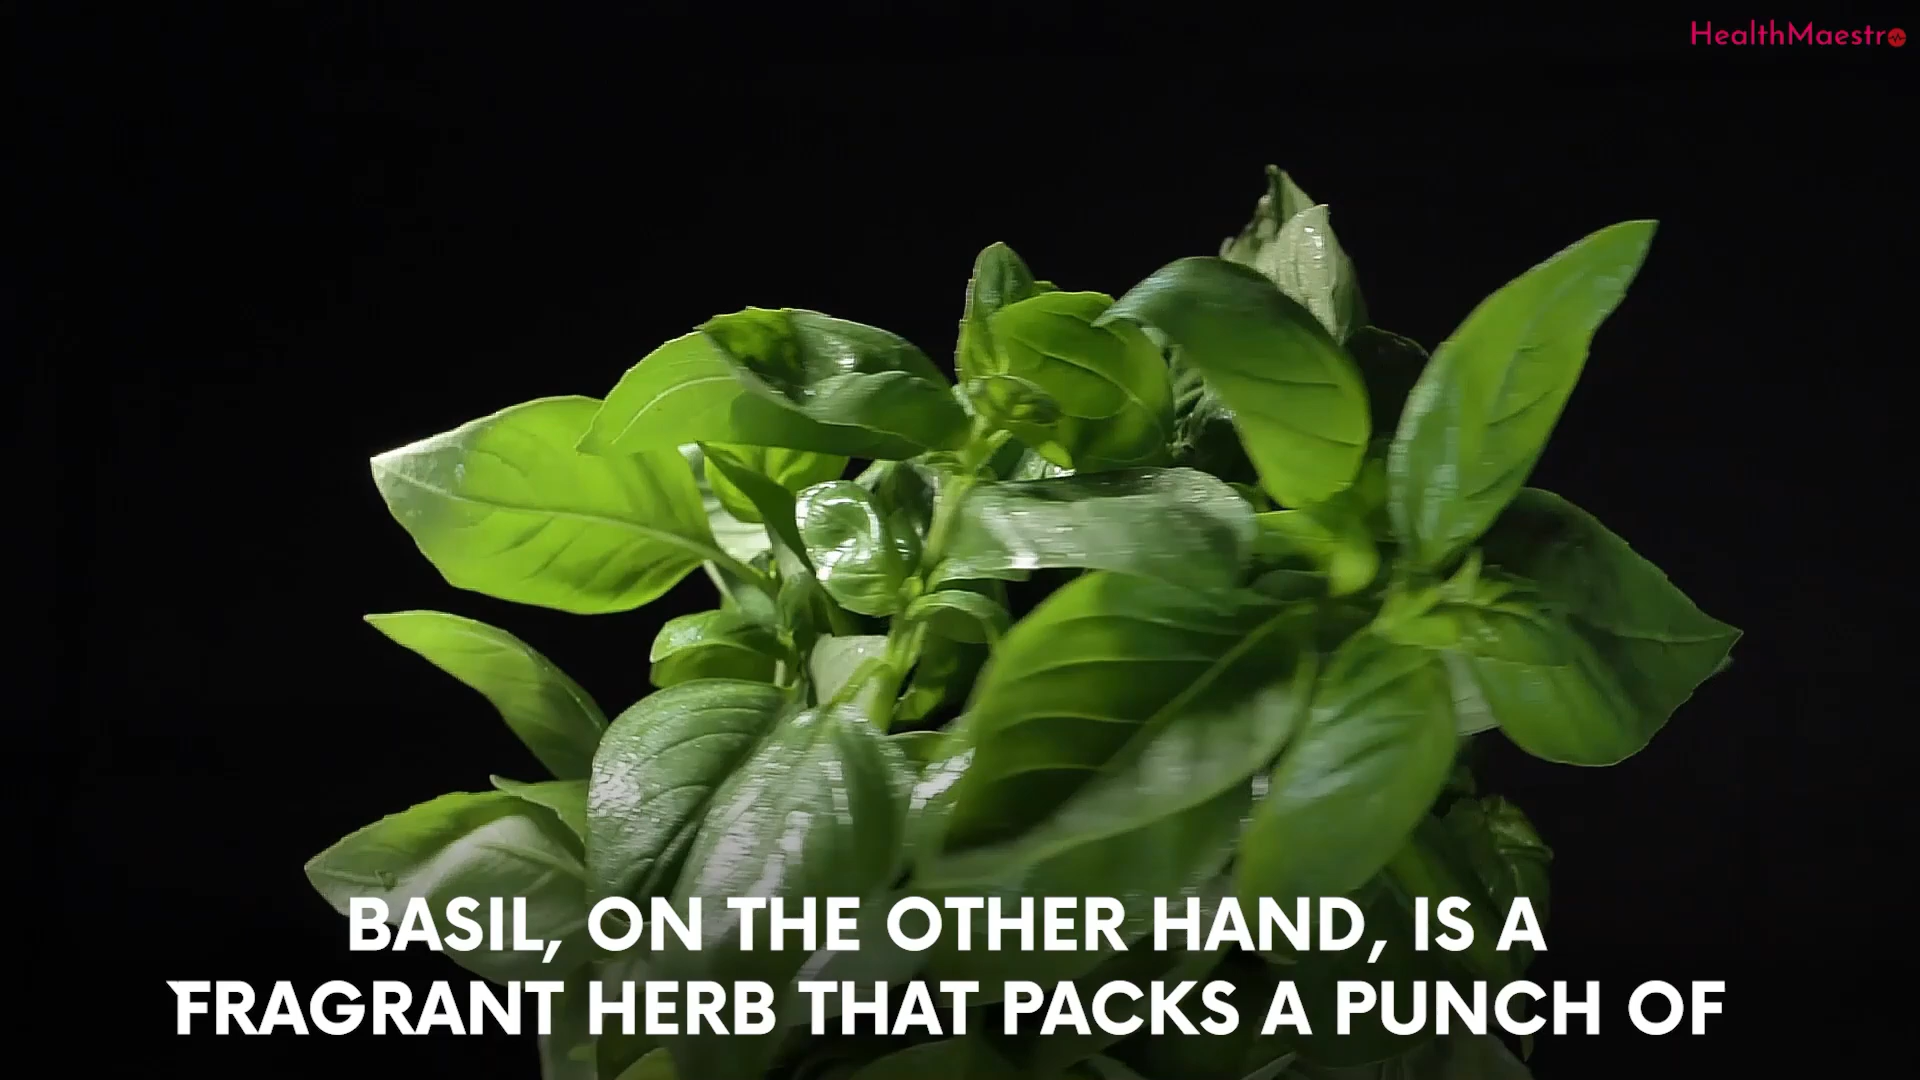 HealthMaestro
BASIL, ON THE OTHER HAND, IS A
FRAGRANT HERB THAT PACKS A PUNCH OF